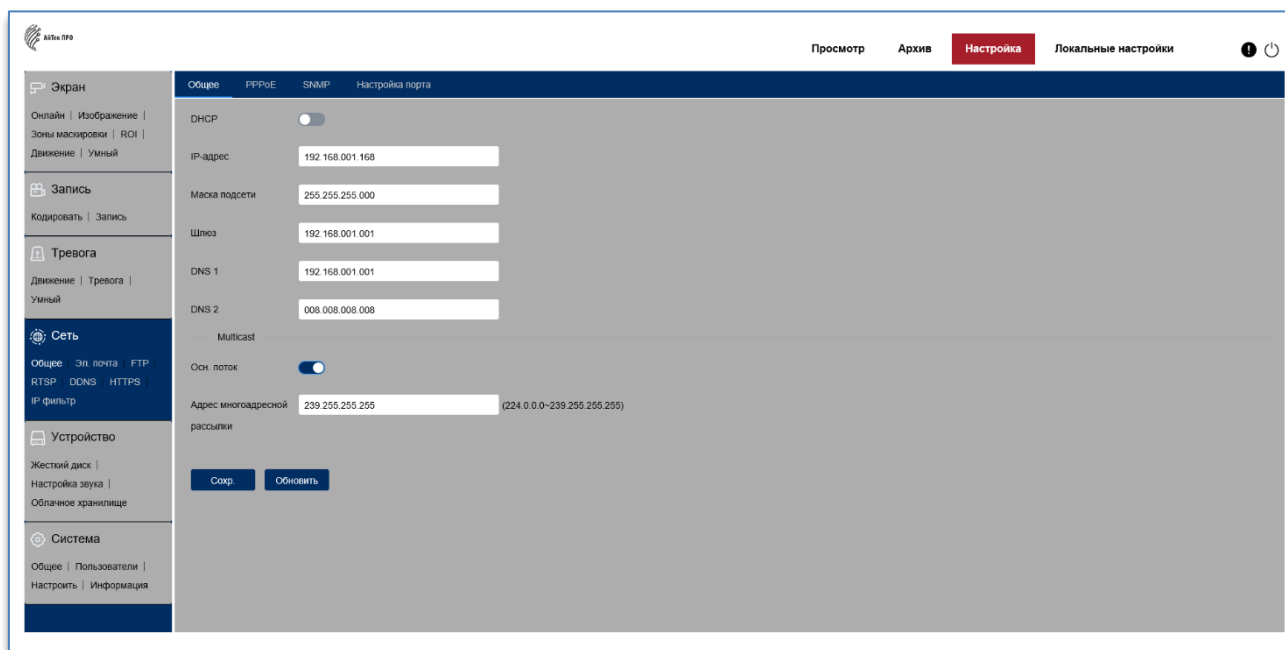 АйТек ПРО
Просмотр Архив Настройка Локальные настройки
Экран
Онлайн | Изображение |
Зоны маскировки | ROI |
Движение | Умный
Запись
Кодировать | Запись
Тревога
Движение | Тревога |
Умный
Сеть
Общее | Эл. почта | FTP |
RTSP | DDNS | HTTPS |
IP фильтр
Устройство
Жесткий диск |
Настройка звука |
Облачное хранилище
Система
Общее | Пользователи |
Настроить | Информация
Общее PPPoE SNMP Настройка порта
DHCP
IP-адрес 192.168.001.168
Маска подсети 255.255.255.000
Шлюз 192.168.001.001
DNS 1 192.168.001.001
DNS 2 008.008.008.008
Multicast
Осн. поток
Адрес многоадресной 239.255.255.255 (224.0.0.0~239.255.255.255)
рассылки
Сохр. Обновить